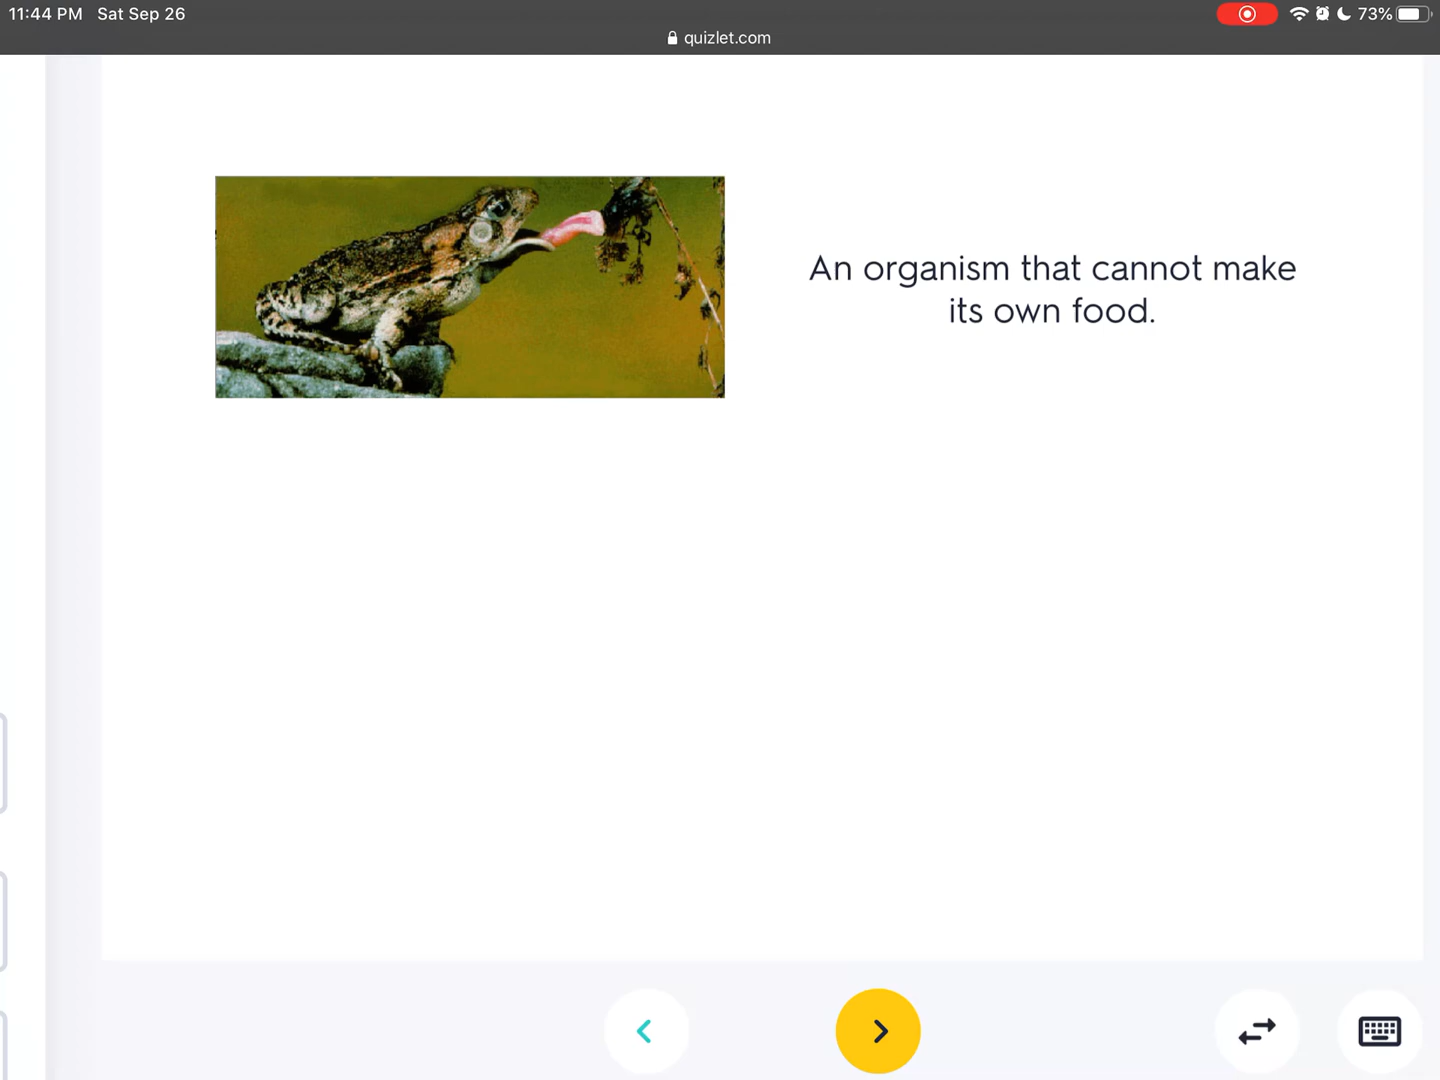 11:44 PM Sat Sep 26
73%
quizlet.com
An organism that cannot make
its own food.